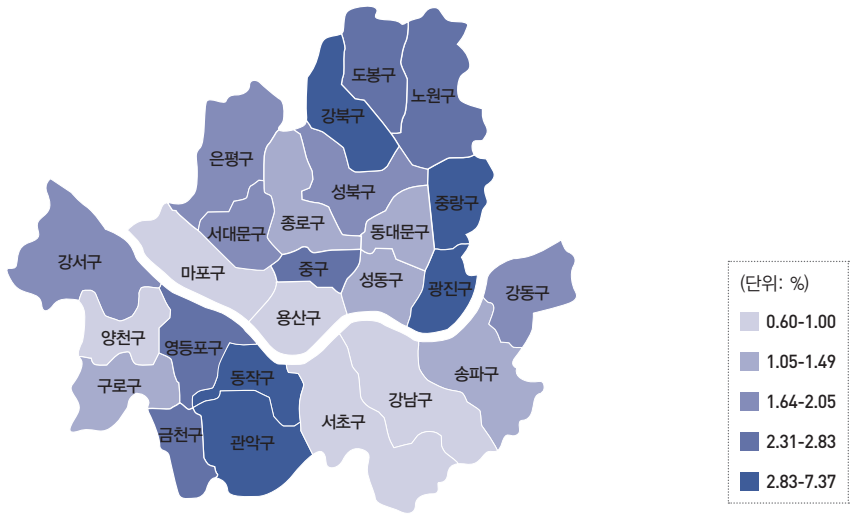 도봉구
노원구
강북구
은평구
성북구
중랑구
종로구
서대문구
동대문구
강서구
마포구
중구
성동구
광진구
강동구
용산구
양천구
영등포구
구로구
동작구
송파구
강남구
서초구
금천구
관악구
(단위: %)
0.60-1.00
1.05-1.49
1.64-2.05
2.31-2.83
2.83-7.37